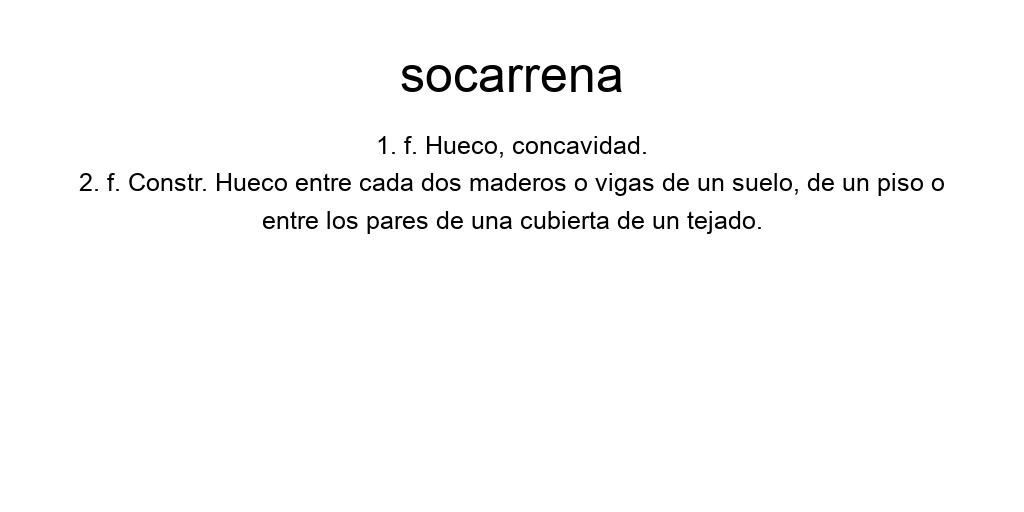 socarrena
1. f. Hueco, concavidad.
2. f. Constr. Hueco entre cada dos maderos o vigas de un suelo, de un piso o
entre los pares de una cubierta de un tejado.